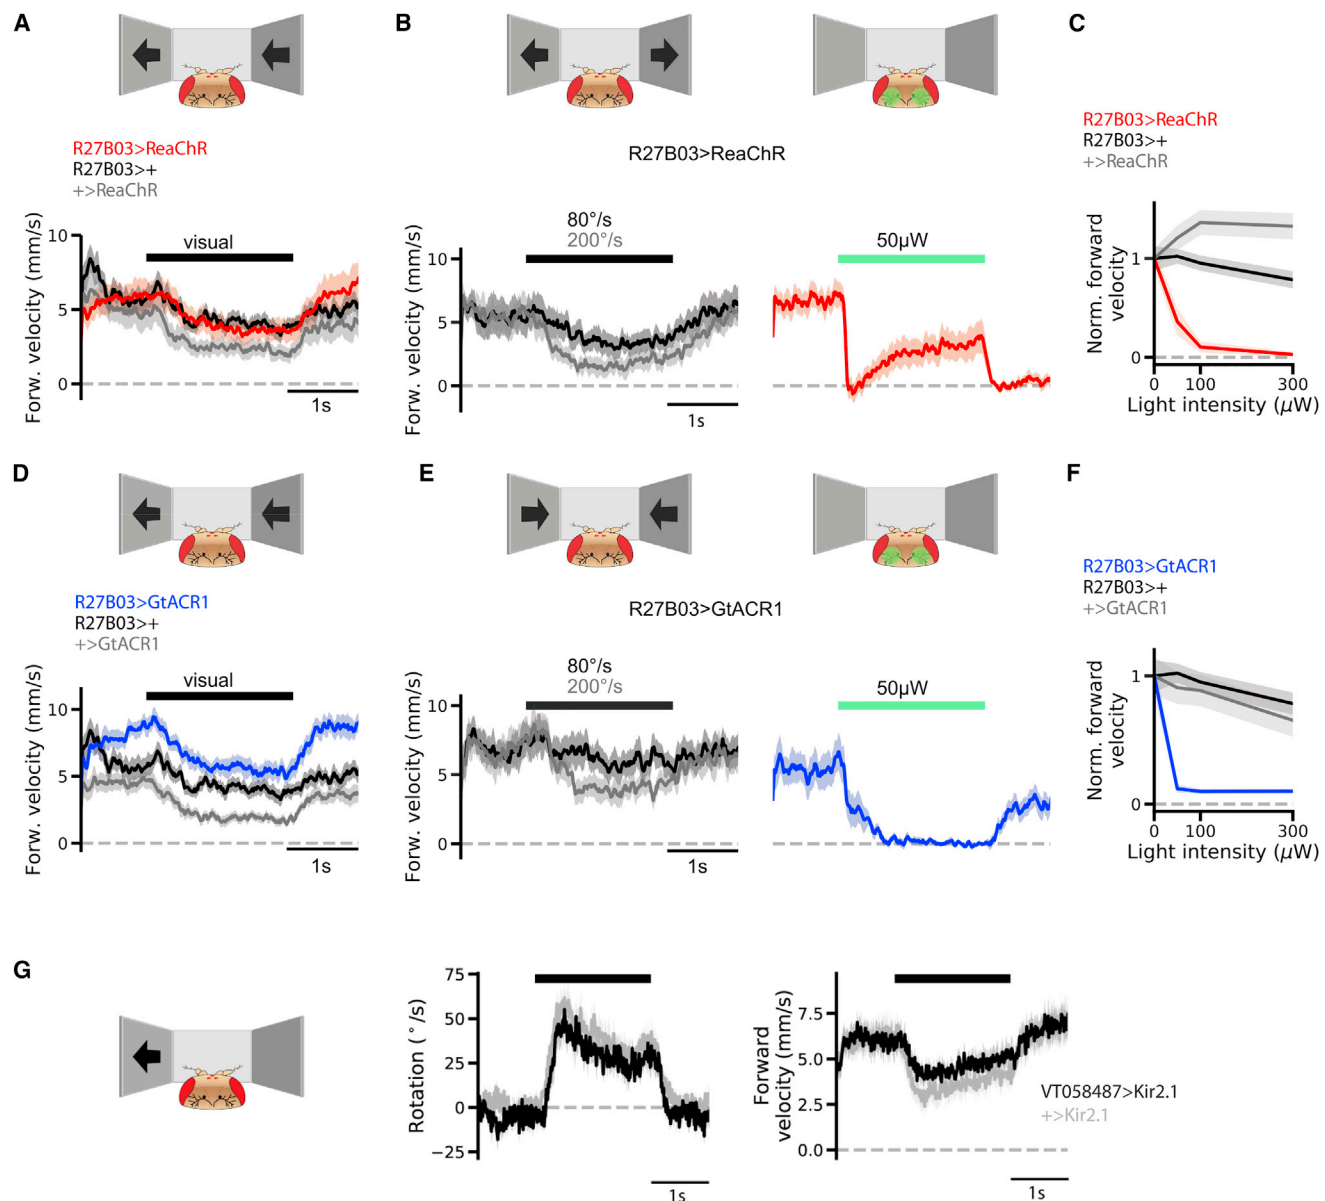 A
B
C
R27B03>ReaChR
R27B03>+
+>ReaChR
R27B03>ReaChR
R27B03>ReaChR
R27B03>+
+>ReaChR
Forw. velocity (mm/s)
10
5
0
visual
1s
Forw. velocity (mm/s)
10
5
0
80°/s
200°/s
1s
50µW
Norm. forward
velocity
1
0
0
100
300
Light intensity (µW)
D
E
F
R27B03>GtACR1
R27B03>+
+>GtACR1
R27B03>GtACR1
R27B03>GtACR1
R27B03>+
+>GtACR1
Forw. velocity (mm/s)
10
5
0
visual
1s
Forw. velocity (mm/s)
10
5
0
80°/s
200°/s
1s
50µW
Norm. forward
velocity
1
0
0
100
300
Light intensity (µW)
G
Rotation (°/s)
75
50
25
0
−25
1s
Forward
velocity (mm/s)
7.5
5.0
2.5
0.0
VT058487>Kir2.1
+>Kir2.1
1s